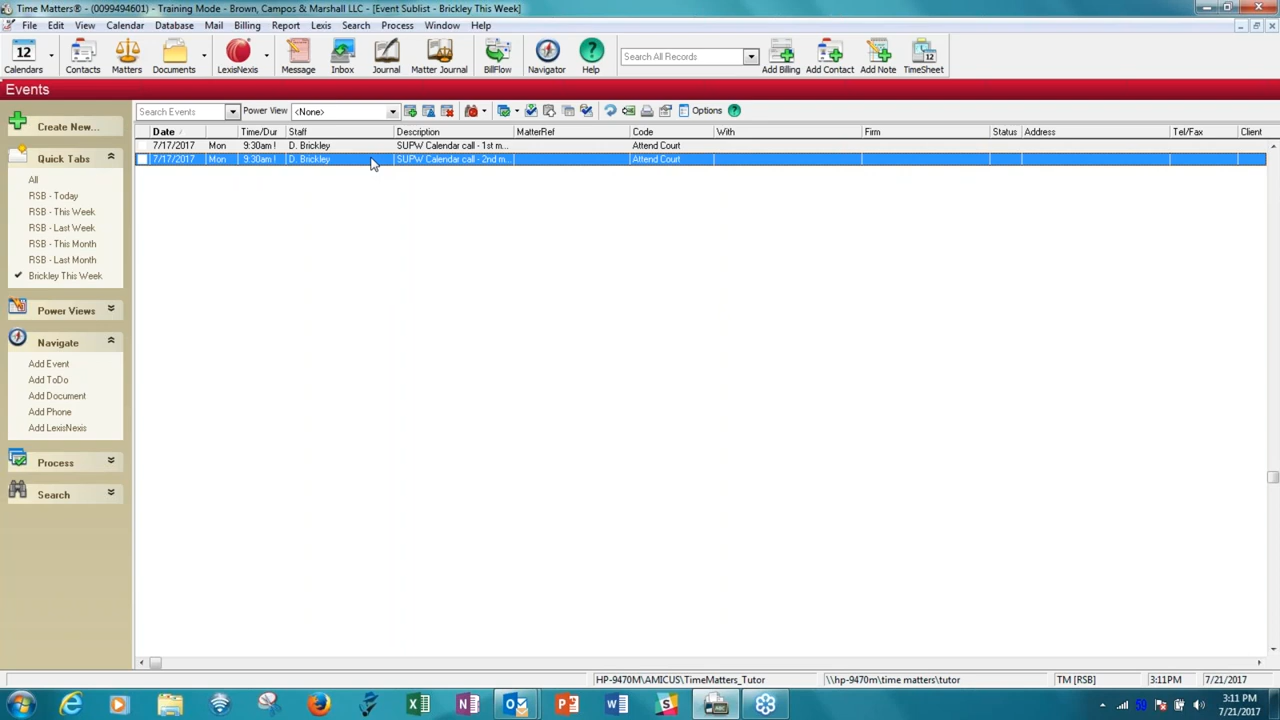 Time Matters® - (0099494601) - Training Mode - Brown, Campos & Marshall LLC - [Event Sublist - Brickley This Week]
File Edit View Calendar Database Mail Billing Report Lexis Search Process Window Help
12
Calendars Contacts Matters Documents LexisNexis Message Inbox Journal Matter Journal BillFlow Navigator Help Search All Records Add Billing Add Contact Add Note TimeSheet
Events
Create New...
Search Events Power View <None> Options
Date Time/Dur Staff Description MatterRef Code With Firm Status Address Tel/Fax Client
7/17/2017 Mon 9:30am ! D. Brickley SUPW Calendar call - 1st m... Attend Court
7/17/2017 Mon 9:30am ! D. Brickley SUPW Calendar call - 2nd m... Attend Court
Quick Tabs
All
RSB - Today
RSB - This Week
RSB - Last Week
RSB - This Month
RSB - Last Month
Brickley This Week
Power Views
Navigate
Add Event
Add ToDo
Add Document
Add Phone
Add LexisNexis
Process
Search
HP-9470M\AMICUS\TimeMatters_Tutor \\hp-9470m\time matters\tutor TM [RSB] 3:11PM 7/21/2017
59 3:11 PM
7/21/2017